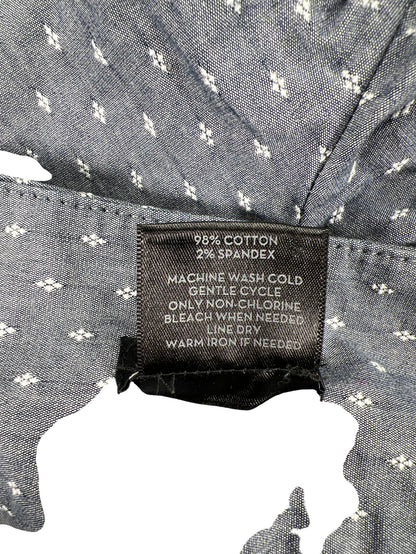 98% COTTON
2% SPANDEX
MACHINE WASH COLD
GENTLE CYCLE
ONLY NON-CHLORINE
BLEACH WHEN NEEDED
LINE DRY
WARM IRON IF NEEDED